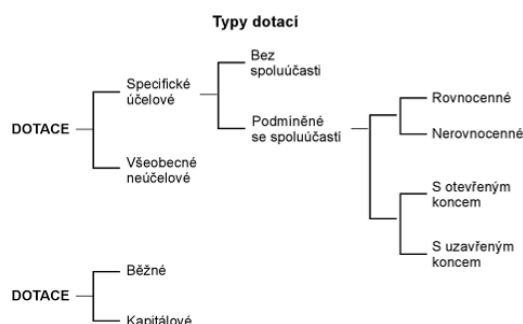 Typy dotací
Bez
spoluúčasti
Specifické
účelové
Podmíněné
se spoluúčastí
Rovnocenné
Nerovnocenné
DOTACE
Všeobecné
neúčelové
S otevřeným
koncem
S uzavřeným
koncem
Běžné
DOTACE
Kapitálové